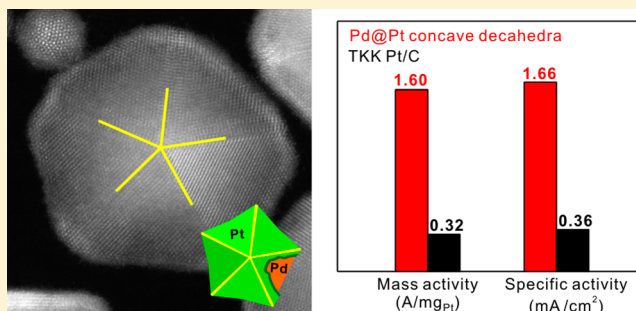 Pd@Pt concave decahedra
TKK Pt/C
1.60
1.66
0.32
0.36
Pt
Pd
Mass activity
(A/mgPt)
Specific activity
(mA/cm²)